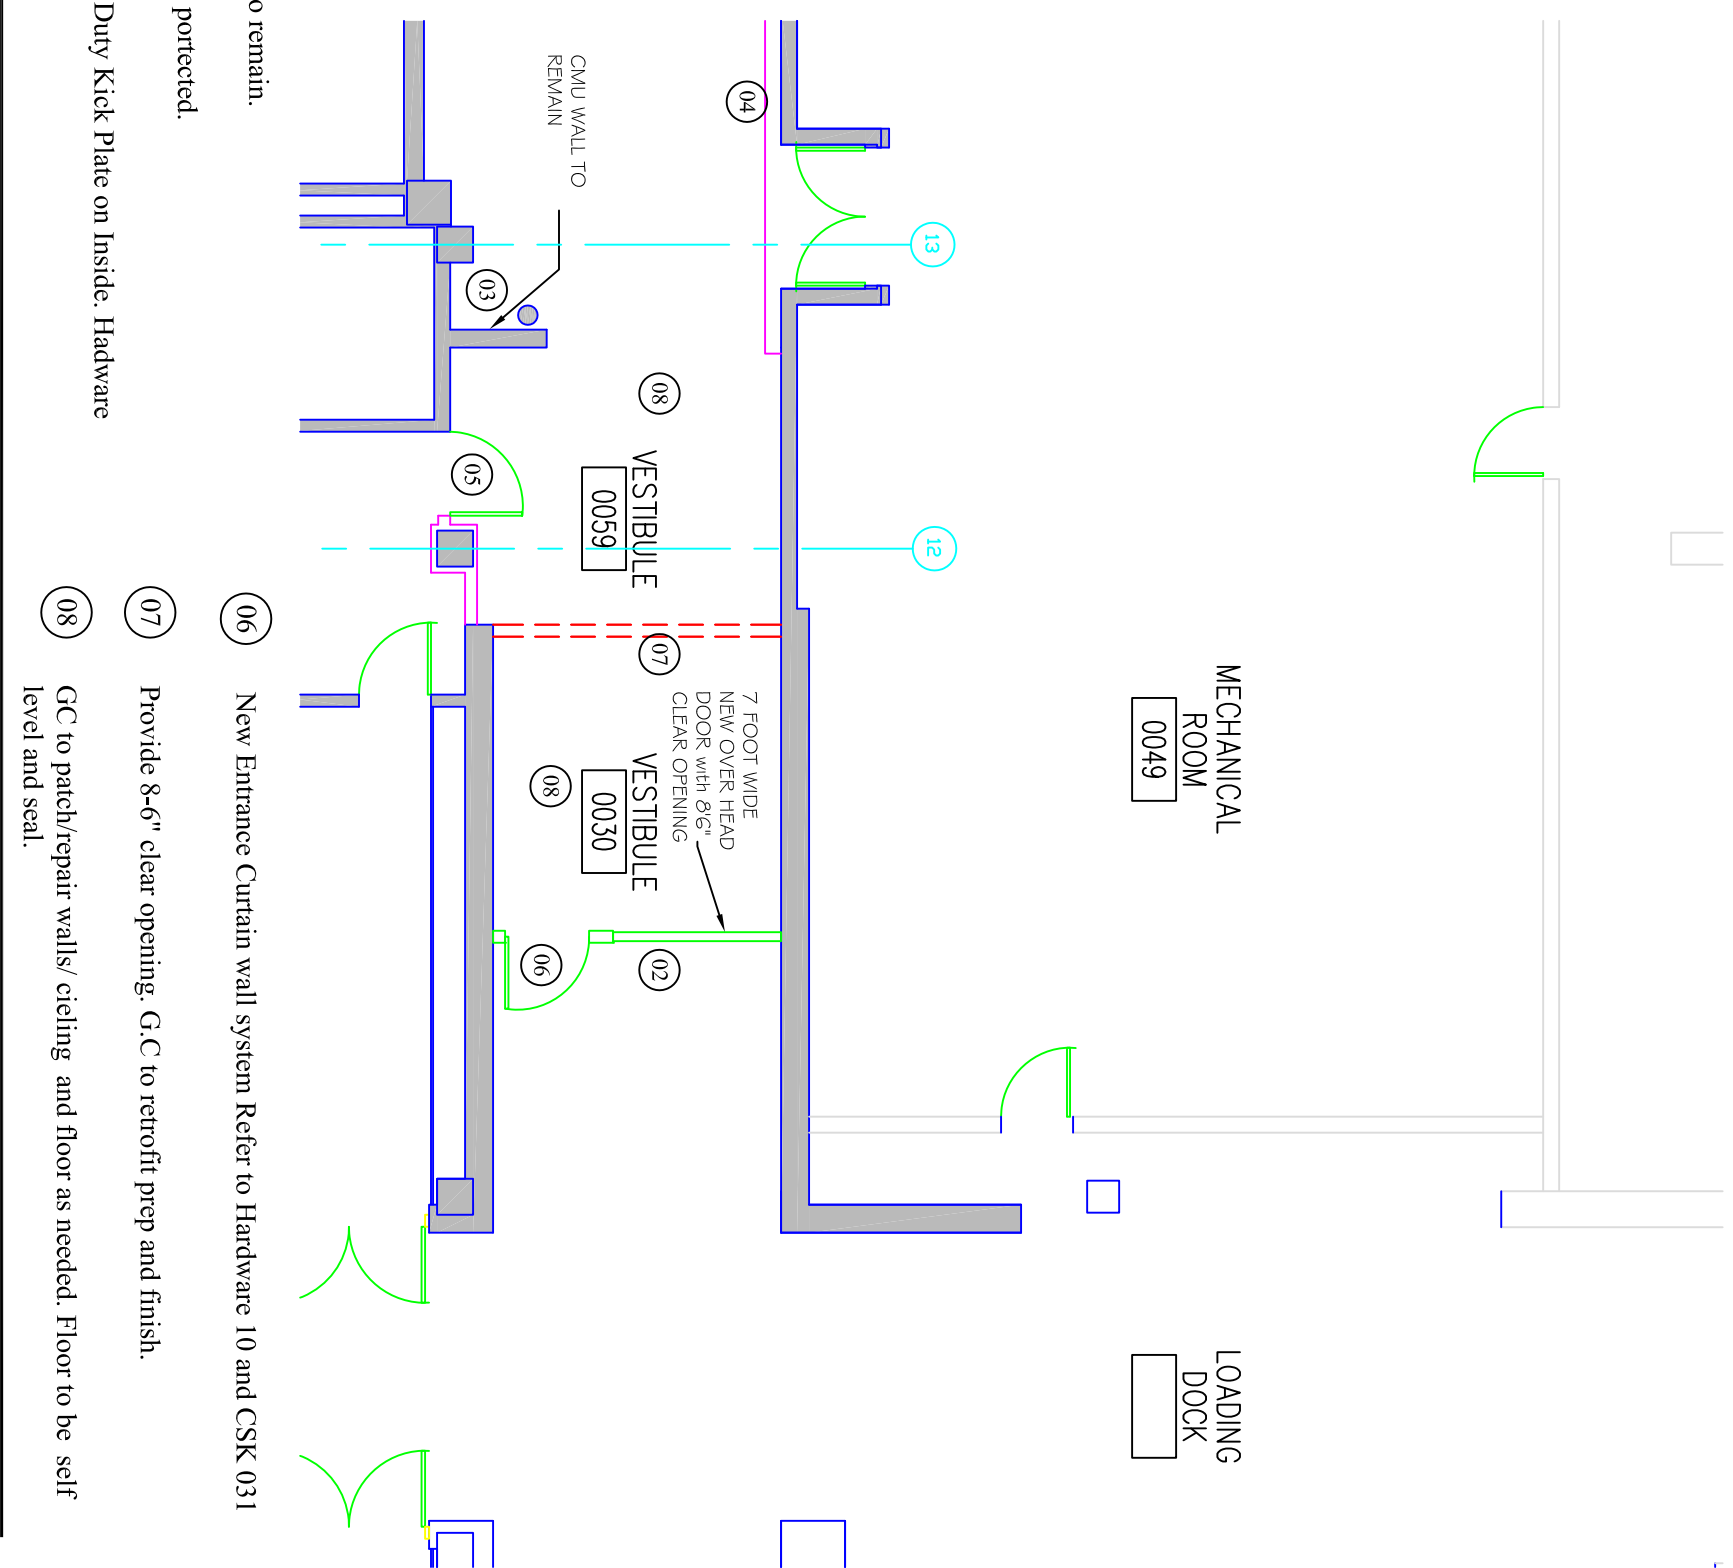 MECHANICAL
ROOM
0049
LOADING
DOCK
13
12
04
7 FOOT WIDE
NEW OVER HEAD
DOOR with 8'6"
CLEAR OPENING
08
07
02
VESTIBULE
0059
VESTIBULE
0030
CMU WALL TO
REMAIN
08
06
03
05
o remain.
portected.
Duty Kick Plate on Inside. Hadware
06 New Entrance Curtain wall system Refer to Hardware 10 and CSK 031
07 Provide 8-6" clear opening. G.C to retrofit prep and finish.
08 GC to patch/repair walls/ cieling and floor as needed. Floor to be self
level and seal.